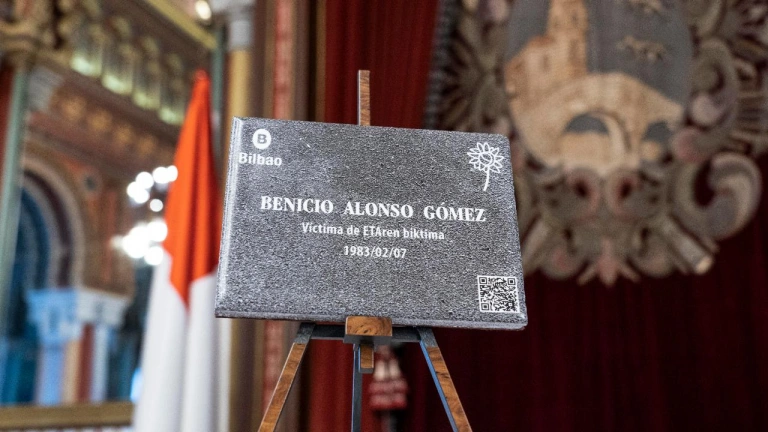 B
Bilbao
BENICIO ALONSO GÓMEZ
Víctima de ETAren biktima
1983/02/07